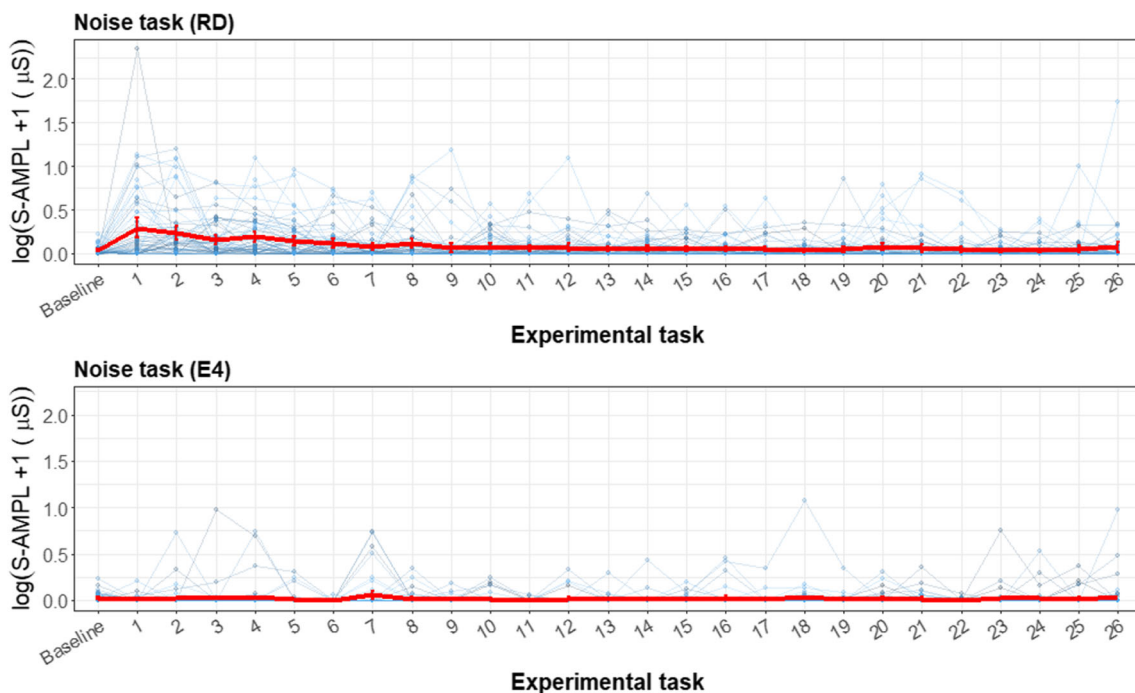 Noise task (RD)
log(S-AMPL +1 ( μS))
2.0
1.5
1.0
0.5
0.0
Baseline 1 2 3 4 5 6 7 8 9 10 11 12 13 14 15 16 17 18 19 20 21 22 23 24 25 26
Experimental task
Noise task (E4)
log(S-AMPL +1 ( μS))
2.0
1.5
1.0
0.5
0.0
Baseline 1 2 3 4 5 6 7 8 9 10 11 12 13 14 15 16 17 18 19 20 21 22 23 24 25 26
Experimental task